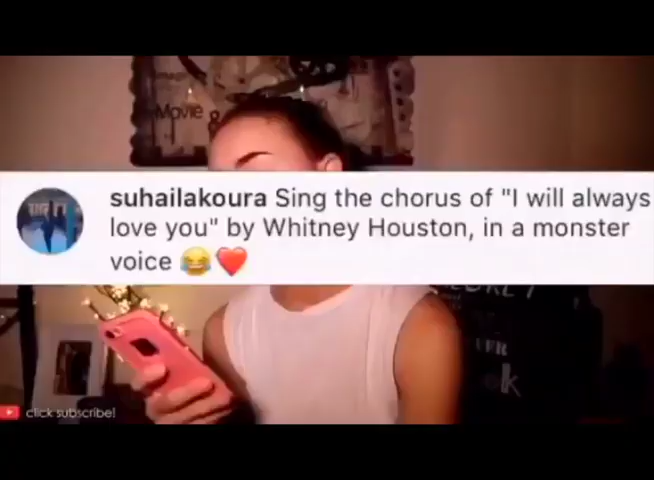 Movie &
suhailakoura Sing the chorus of "I will always
love you" by Whitney Houston, in a monster
voice 😂❤️
click subscribe!